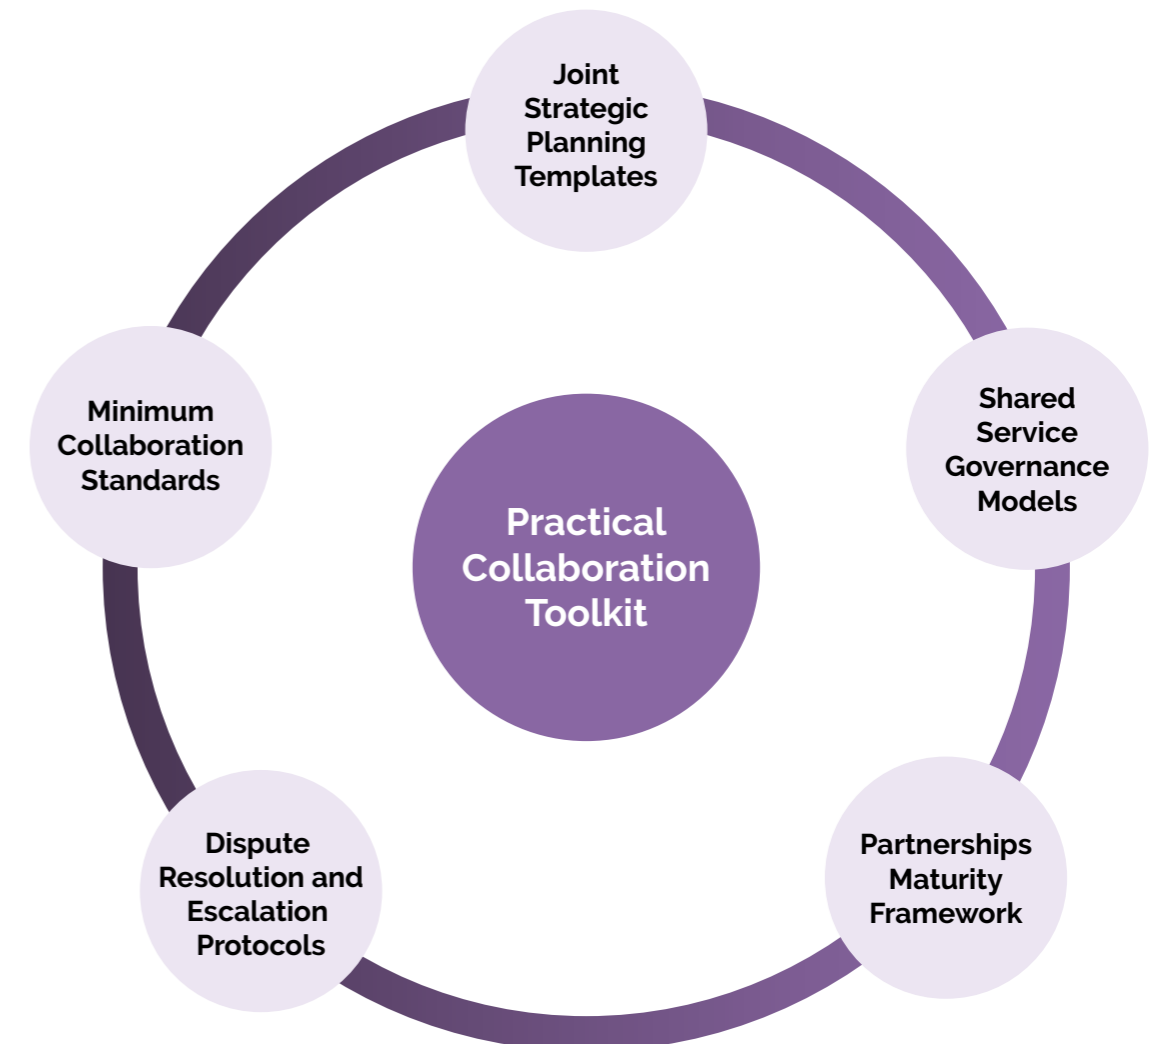 Joint
Strategic
Planning
Templates
Minimum
Collaboration
Standards
Shared
Service
Governance
Models
Practical
Collaboration
Toolkit
Dispute
Resolution and
Escalation
Protocols
Partnerships
Maturity
Framework